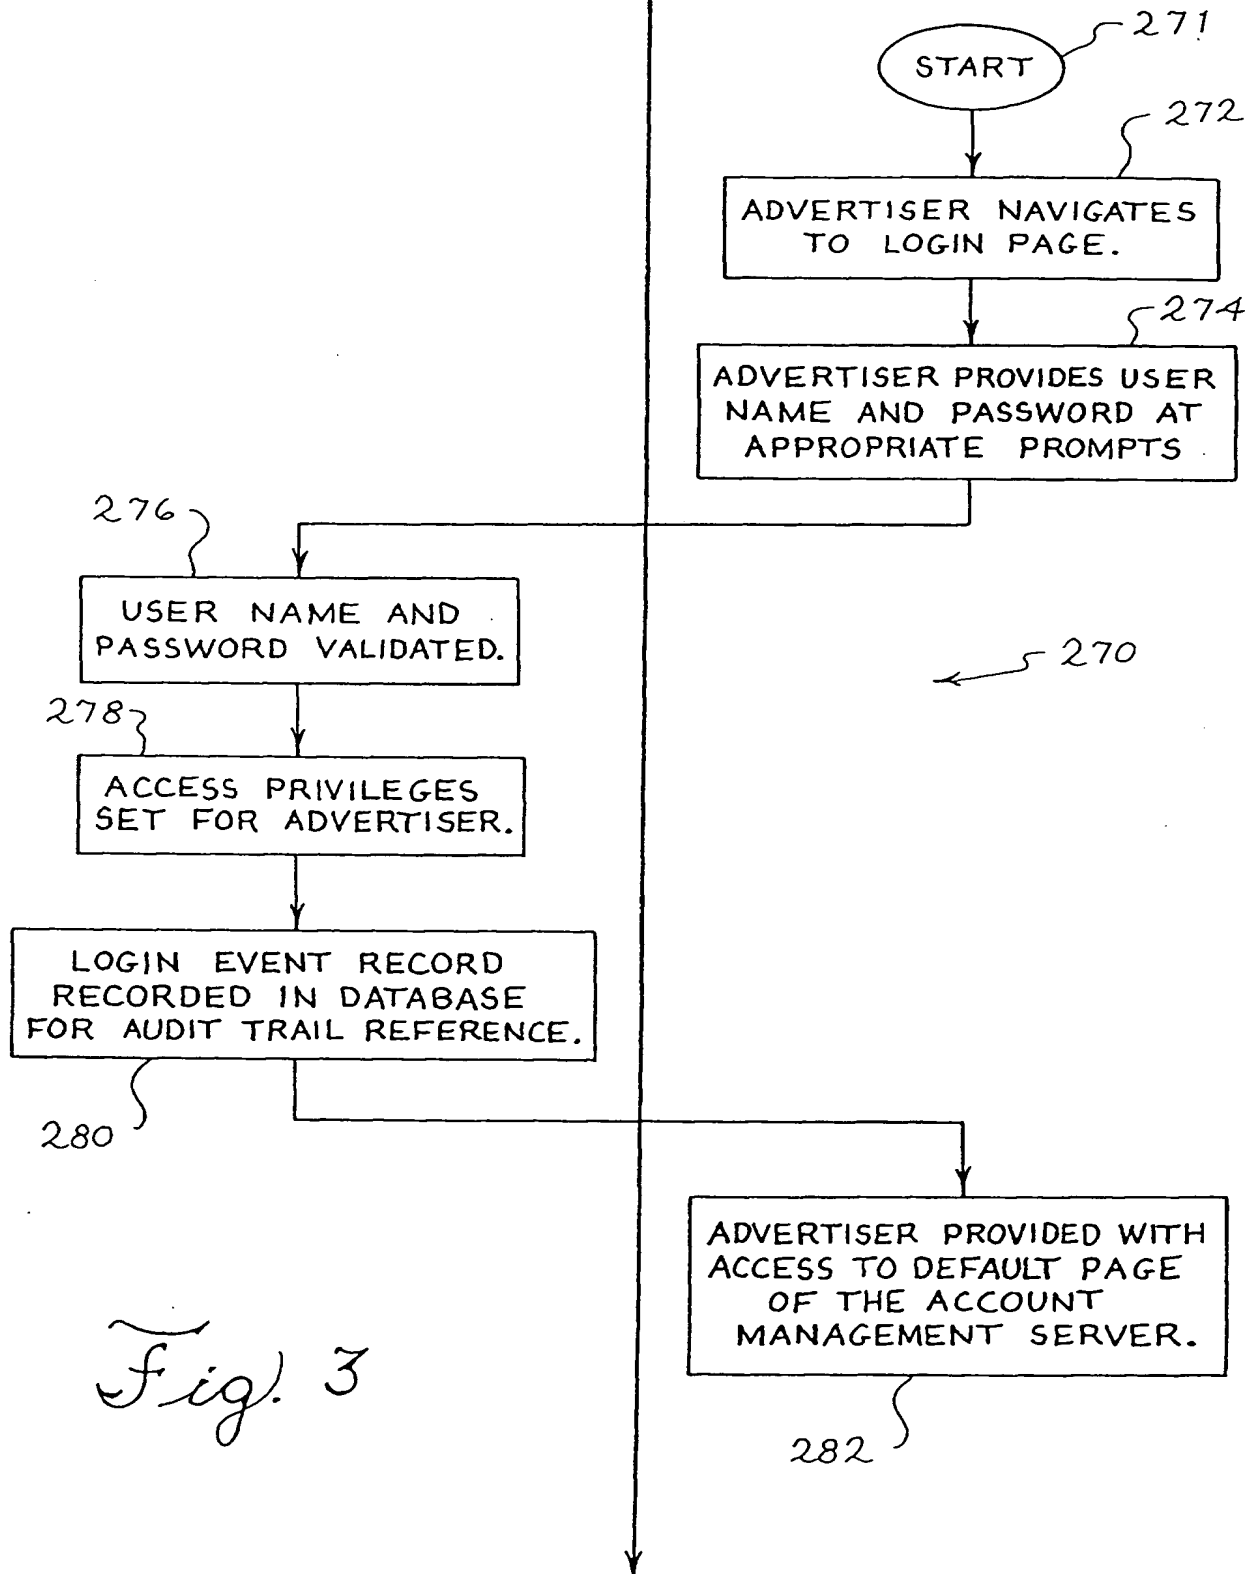 271
START
272
ADVERTISER NAVIGATES
TO LOGIN PAGE.
274
ADVERTISER PROVIDES USER
NAME AND PASSWORD AT
APPROPRIATE PROMPTS
276
USER NAME AND
PASSWORD VALIDATED.
270
278
ACCESS PRIVILEGES
SET FOR ADVERTISER.
LOGIN EVENT RECORD
RECORDED IN DATABASE
FOR AUDIT TRAIL REFERENCE.
280
ADVERTISER PROVIDED WITH
ACCESS TO DEFAULT PAGE
OF THE ACCOUNT
MANAGEMENT SERVER.
282
Fig. 3